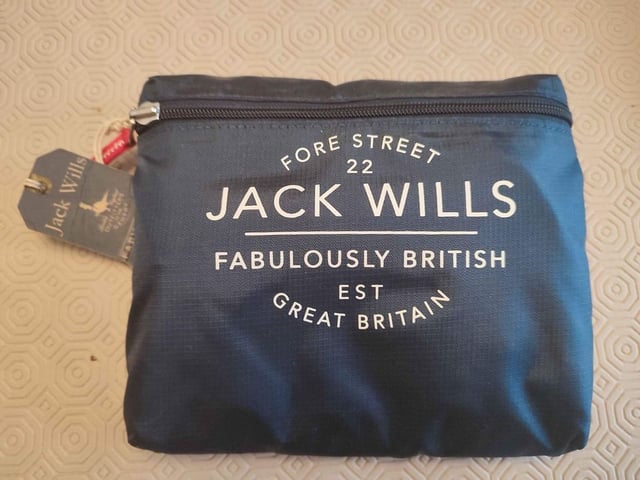 FORE STREET
22
JACK WILLS
FABULOUSLY BRITISH
EST
GREAT BRITAIN
Jack Wills